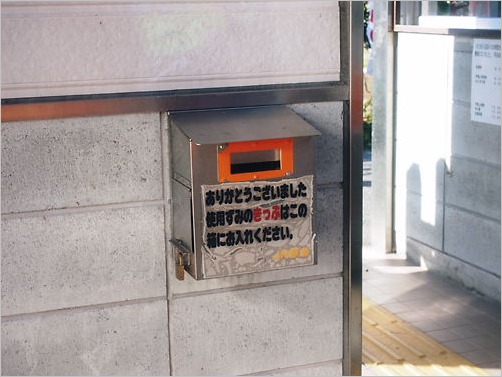 ありがとうございました
使用ずみのきっぷはこの
箱にお入れください。